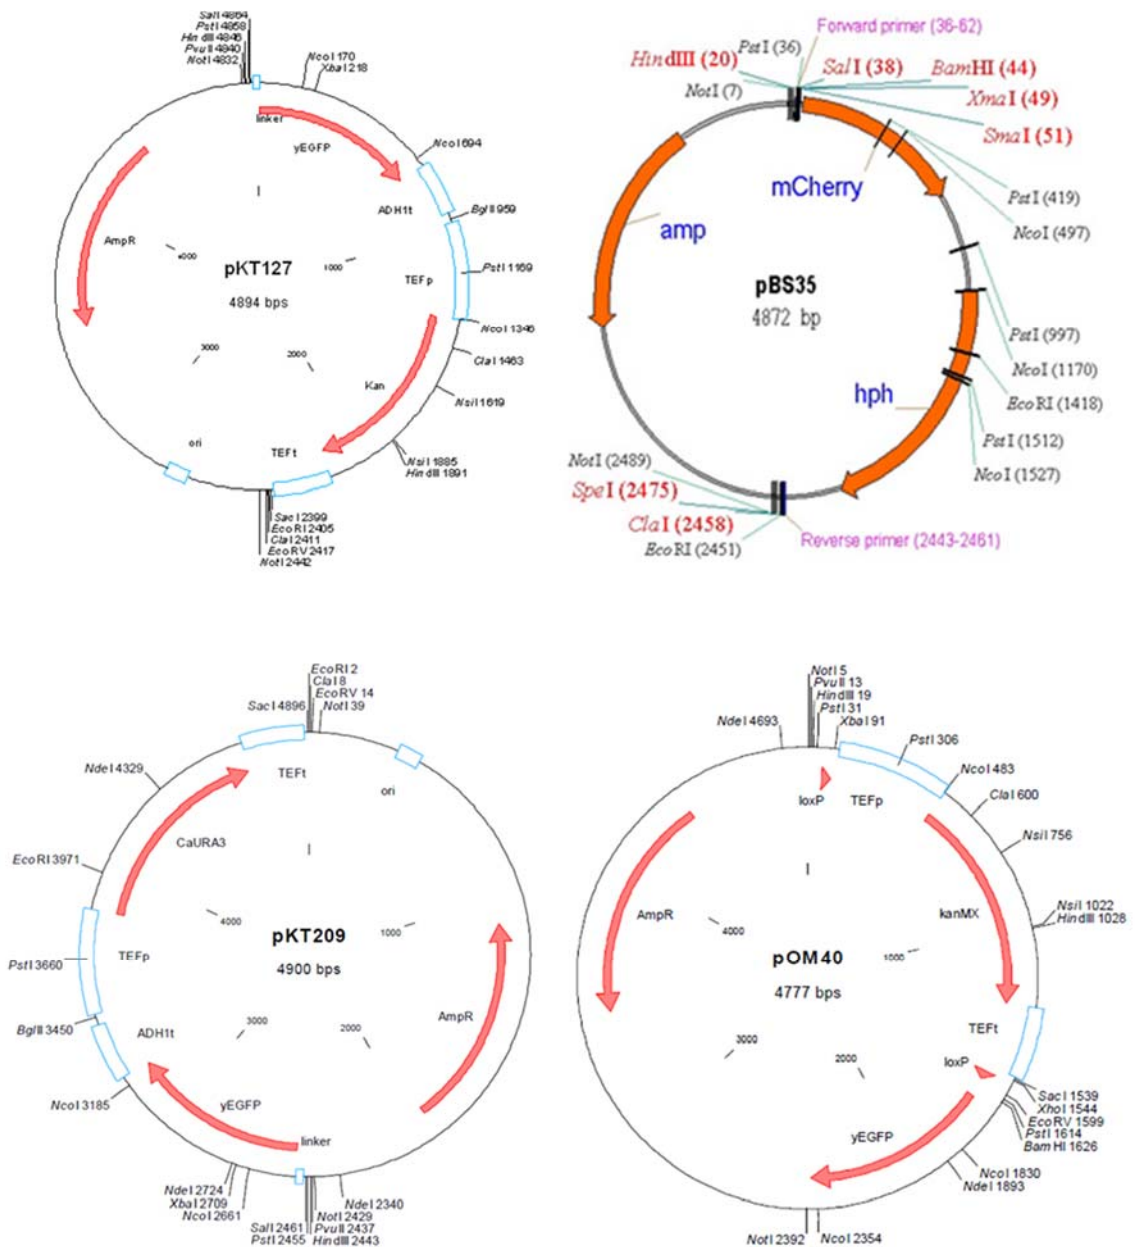 SalI 4864
PstI 4858
HindIII 4846
PvuII 4840
NotI 4832
NcoI 170
XbaI 218
linker
yEGFP
NcoI 694
I
ADH1t
BglII 959
AmpR
4000
pKT127
1000
TEFp
PstI 1169
4894 bps
NcoI 1346
3000
2000
ClaI 1463
Kan
NsiI 1619
ori
TEFt
NsiI 1885
HindIII 1891
SacI 2399
EcoRI 2405
ClaI 2411
EcoRV 2417
NotI 2442
Forward primer (36-62)
PstI (36)
HindIII (20)
SalI (38)
BamHI (44)
NotI (7)
XmaI (49)
SmaI (51)
mCherry
PstI (419)
NcoI (497)
amp
pBS35
4872 bp
PstI (997)
NcoI (1170)
hph
EcoRI (1418)
PstI (1512)
NcoI (1527)
NotI (2489)
SpeI (2475)
ClaI (2458)
EcoRI (2451)
Reverse primer (2443-2461)
EcoRI 2
ClaI 8
EcoRV 14
SacI 4896
NotI 39
NdeI 4329
TEFt
ori
CaURA3
EcoRI 3971
I
4000
pKT209
1000
TEFp
PstI 3660
4900 bps
BglII 3450
ADH1t
3000
2000
AmpR
NcoI 3185
yEGFP
linker
NdeI 2724
XbaI 2709
NcoI 2661
NdeI 2340
NotI 2429
SalI 2461
PvuII 2437
PstI 2455
HindIII 2443
NotI 5
PvuII 13
HindIII 19
PstI 31
NdeI 4693
XbaI 91
PstI 306
NcoI 483
loxP
TEFp
ClaI 600
NsiI 756
I
AmpR
kanMX
NsiI 1022
HindIII 1028
4000
pOM40
1000
4777 bps
TEFt
3000
2000
loxP
SacI 1539
XhoI 1544
EcoRV 1599
PstI 1614
BamHI 1626
yEGFP
NcoI 1830
NdeI 1893
NotI 2392
NcoI 2354